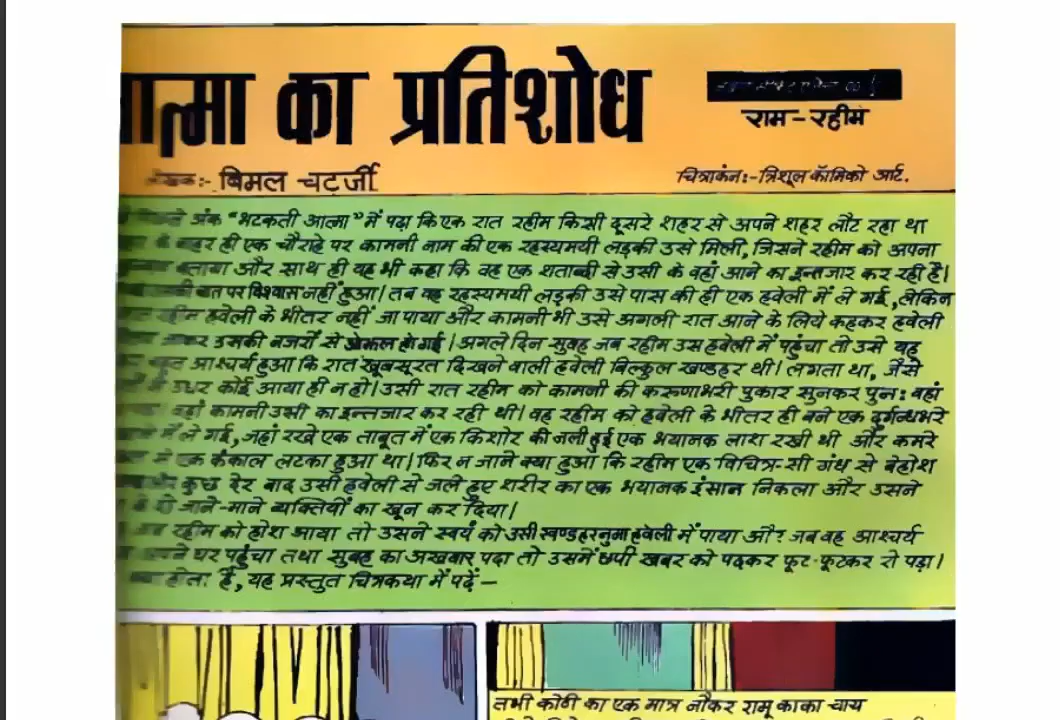 त्मा का प्रतिशोध
राम-रहीम
:- बिमल चटर्जी
चित्राकंन:-त्रिशूल कॉमिको आर्ट.
अंक "भटकती आत्मा" में पढ़ा कि एक रात रहीम किसी दूसरे शहर से अपने शहर लौट रहा था
ही एक चौराहे पर कामनी नाम की एक रहस्यमयी लड़की उसे मिली, जिसने रहीम को अपना
बताया और साथ ही यह भी कहा कि वह एक शताब्दी से उसी के वहां आने का इन्तजार कर रही है।
बात पर विश्वास नहीं हुआ। तब वह रहस्यमयी लड़की उसे पास की ही एक हवेली में ले गई, लेकिन
हवेली के भीतर नहीं जा पाया और कामनी भी उसे अगली रात आने के लिये कहकर हवेली
उसकी नजरों से ओझल हो गई। अगले दिन सुबह जब रहीम उस हवेली में पहुंचा तो उसे यह
आश्चर्य हुआ कि रात खूबसूरत दिखने वाली हवेली बिल्कुल खण्डहर थी। लगता था, जैसे
उधर कोई आया ही न हो। उसी रात रहीम को कामनी की करूणाभरी पुकार सुनकर पुन: वहां
वहां कामनी उसी का इन्तजार कर रही थी। वह रहीम को हवेली के भीतर ही बने एक दुर्गन्धभरे
में ले गई, जहां रखे एक ताबूत में एक किशोर की जली हुई एक भयानक लाश रखी थी और कमरे
में एक कंकाल लटका हुआ था। फिर न जाने क्या हुआ कि रहीम एक विचित्र-सी गंध से बेहोश
कुछ देर बाद उसी हवेली से जले हुए शरीर का एक भयानक इंसान निकला और उसने
दो जाने-माने व्यक्तियों का खून कर दिया।
जब रहीम को होश आया तो उसने स्वयं को उसी खण्डहरनुमा हवेली में पाया और? जब वह आश्चर्य
अपने घर पहुंचा तथा सुबह का अखबार पढा तो उसमें छपी खबर को पढकर फूट-फूटकर रो पड़ा।
होता है, यह प्रस्तुत चित्रकथा में पढें-
तभी कोठी का एक मात्र नौकर रामू काका चाय